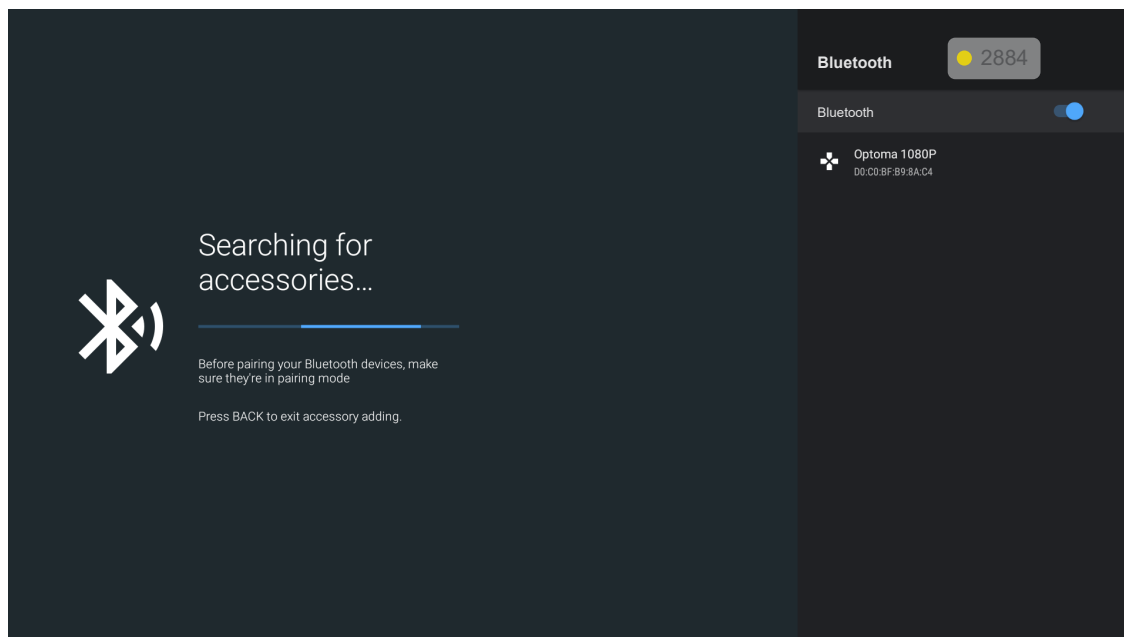 Bluetooth
2884
Bluetooth
Optoma 1080P
D0:C0:BF:B9:8A:C4
Searching for
accessories...
Before pairing your Bluetooth devices, make
sure they're in pairing mode
Press BACK to exit accessory adding.